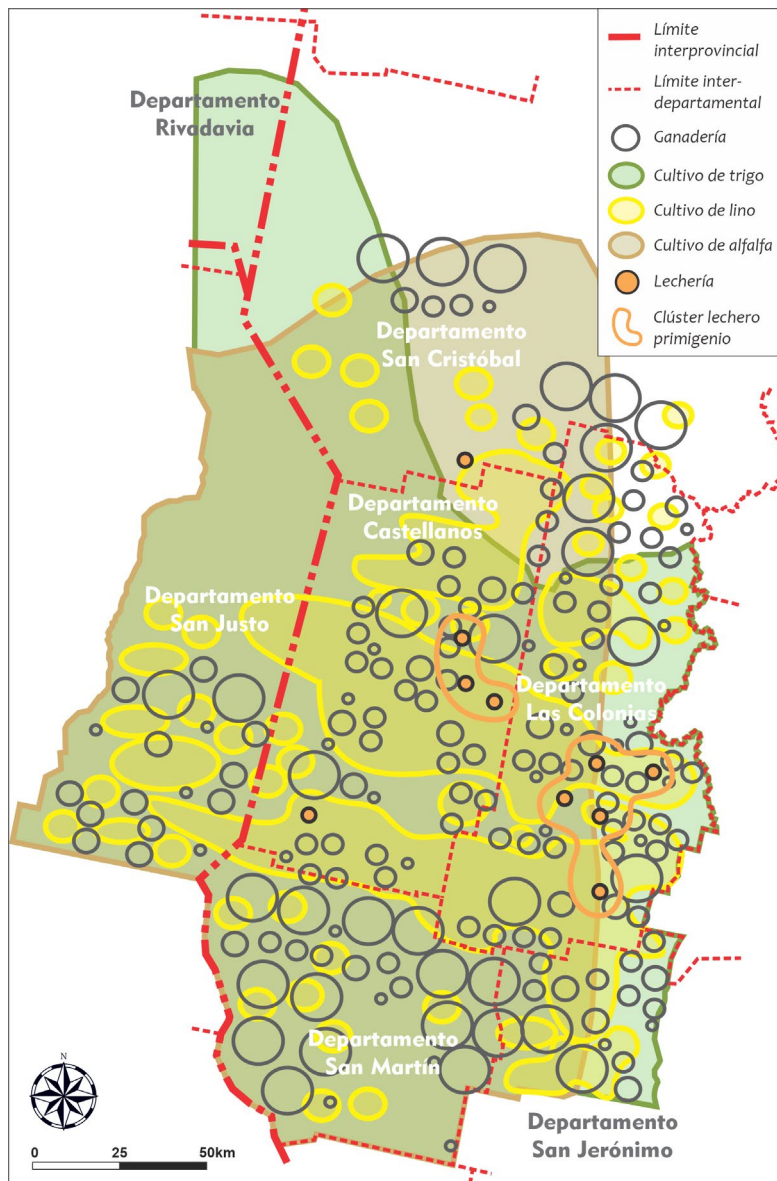 Límite
interprovincial
Límite inter-
departamental
Ganadería
Cultivo de trigo
Cultivo de lino
Cultivo de alfalfa
Lechería
Clúster lechero
primigenio
Departamento
Rivadavia
Departamento
San Cristóbal
Departamento
Castellanos
Departamento
San Justo
Departamento
Las Colonias
Departamento
San Martín
Departamento
San Jerónimo
N
0 25 50km